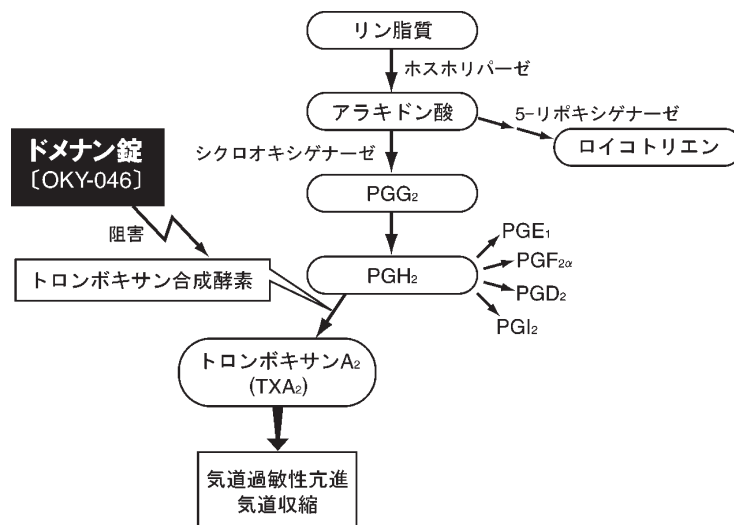 リン脂質
ホスホリパーゼ
アラキドン酸
5-リポキシゲナーゼ
ロイコトリエン
シクロオキシゲナーゼ
ドメナン錠
〔OKY-046〕
阻害
トロンボキサン合成酵素
PGG₂
PGH₂
PGE₁
PGF₂α
PGD₂
PGI₂
トロンボキサンA₂
(TXA₂)
気道過敏性亢進
気道収縮